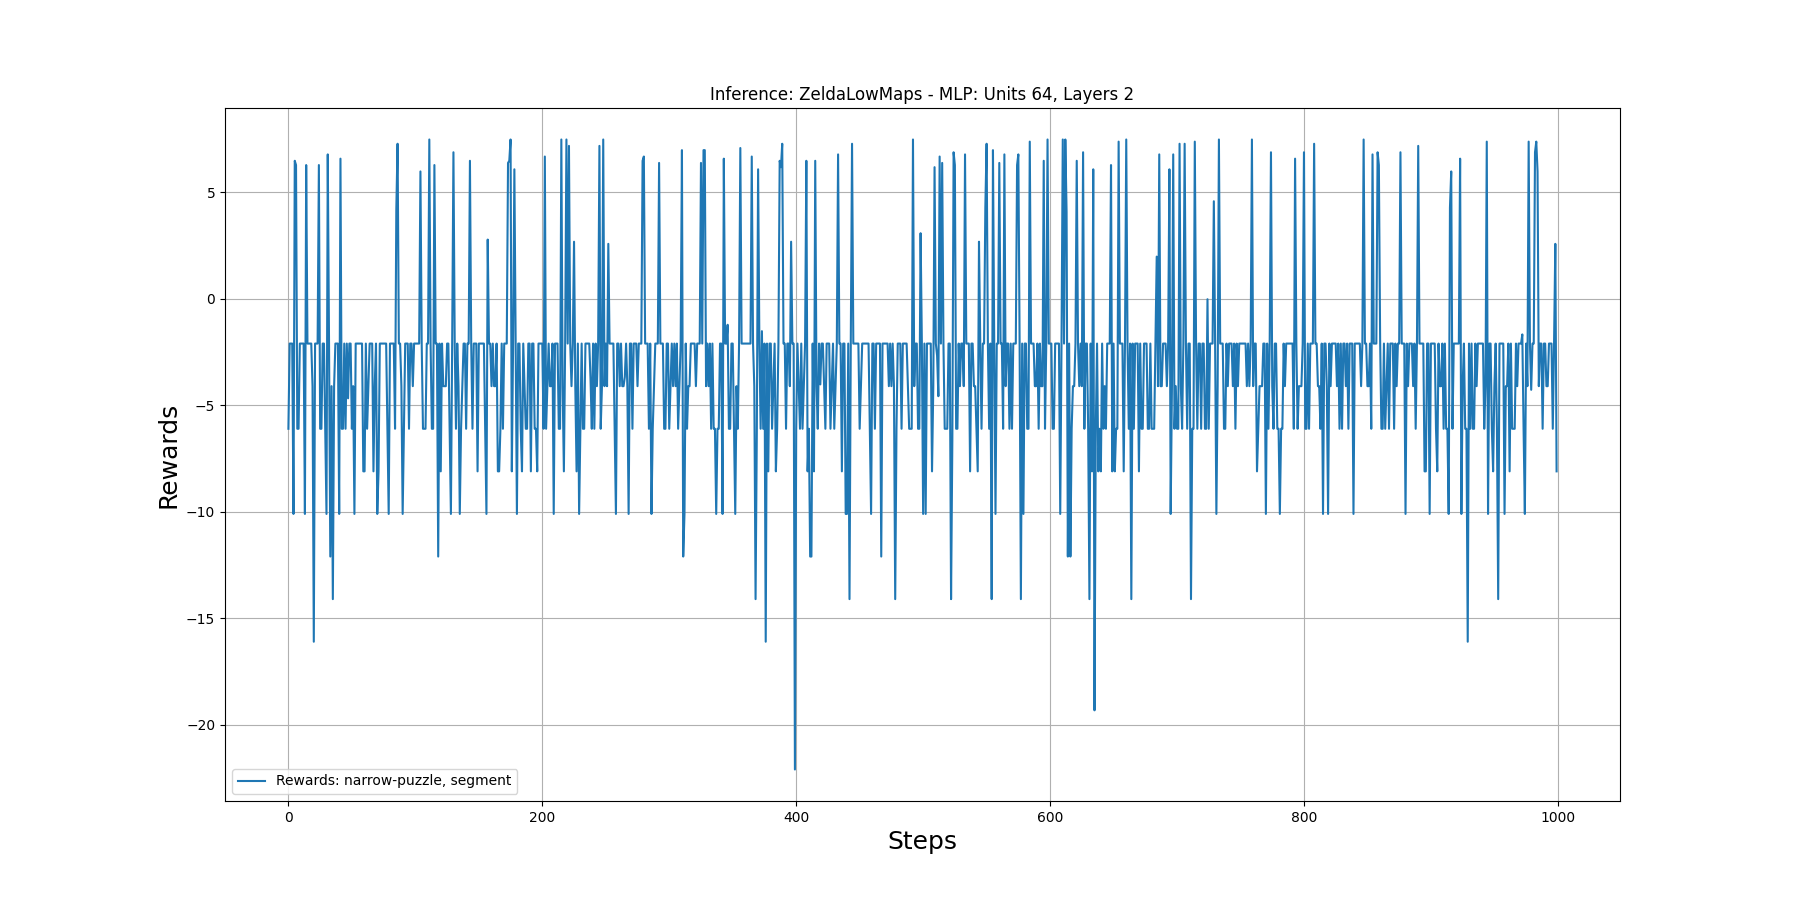 Inference: ZeldaLowMaps - MLP: Units 64, Layers 2
Rewards
5
0
−5
−10
−15
−20
Rewards: narrow-puzzle, segment
0 200 400 600 800 1000
Steps